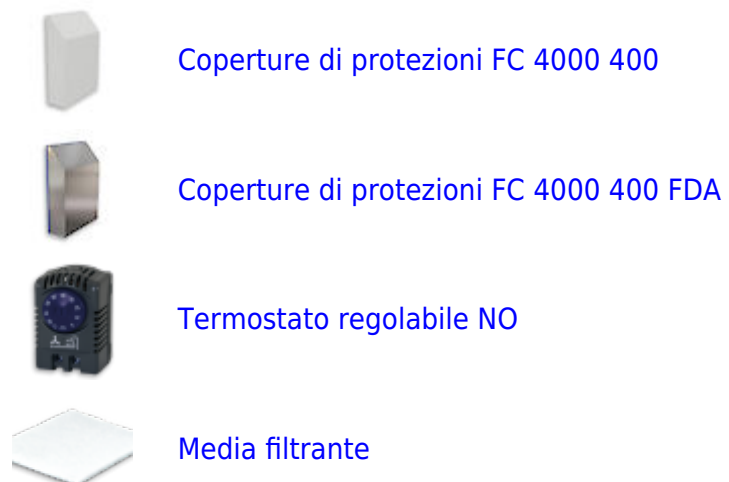 Coperture di protezioni FC 4000 400
Coperture di protezioni FC 4000 400 FDA
Termostato regolabile NO
Media filtrante